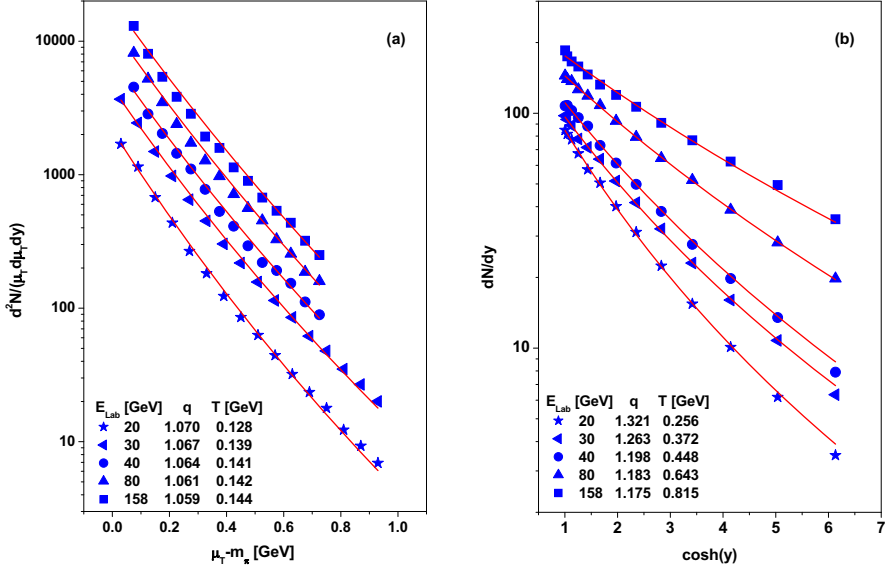 (a)
10000
1000
100
10
d²N/(μ_T dμ_T dy)
0.0 0.2 0.4 0.6 0.8 1.0
μ_T-m_π [GeV]
E_Lab [GeV] q T [GeV]
20 1.070 0.128
30 1.067 0.139
40 1.064 0.141
80 1.061 0.142
158 1.059 0.144
(b)
100
10
dN/dy
1 2 3 4 5 6 7
cosh(y)
E_Lab [GeV] q T [GeV]
20 1.321 0.256
30 1.263 0.372
40 1.198 0.448
80 1.183 0.643
158 1.175 0.815